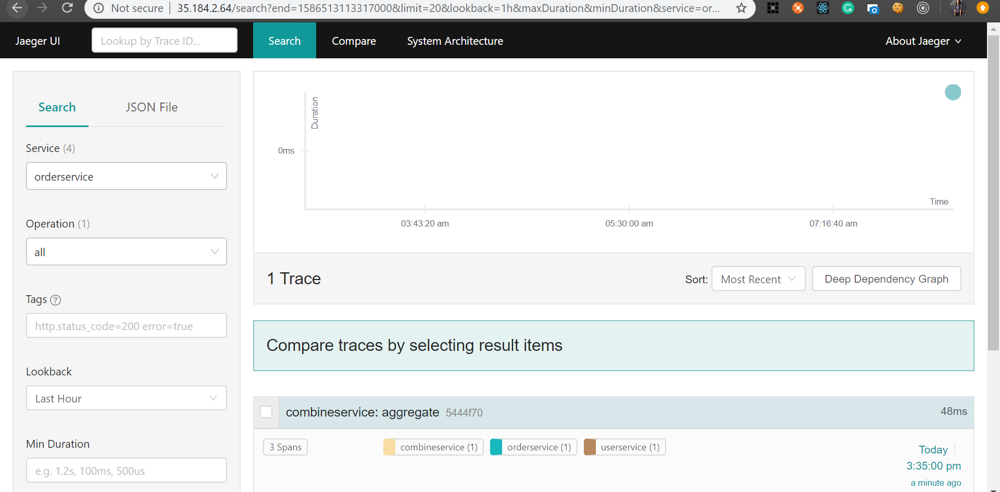 Not secure | 35.184.2.64/search?end=1586513113317000&limit=20&lookback=1h&maxDuration&minDuration&service=or...
Jaeger UI
Lookup by Trace ID...
Search
Compare
System Architecture
About Jaeger
Search
JSON File
Service (4)
orderservice
Operation (1)
all
Tags ?
http.status_code=200 error=true
Lookback
Last Hour
Min Duration
e.g. 1.2s, 100ms, 500us
Duration
0ms
Time
03:43:20 am
05:30:00 am
07:16:40 am
1 Trace
Sort: Most Recent
Deep Dependency Graph
Compare traces by selecting result items
combineservice: aggregate 5444f70
48ms
3 Spans
combineservice (1)
orderservice (1)
userservice (1)
Today
3:35:00 pm
a minute ago